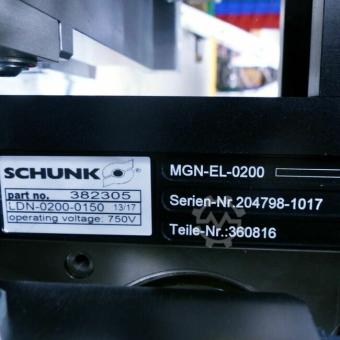 SCHUNK ®
part no. 382305
LDN-0200-0150 13/17
operating voltage: 750V
MGN-EL-0200
Serien-Nr.204798-1017
Teile-Nr.:360816